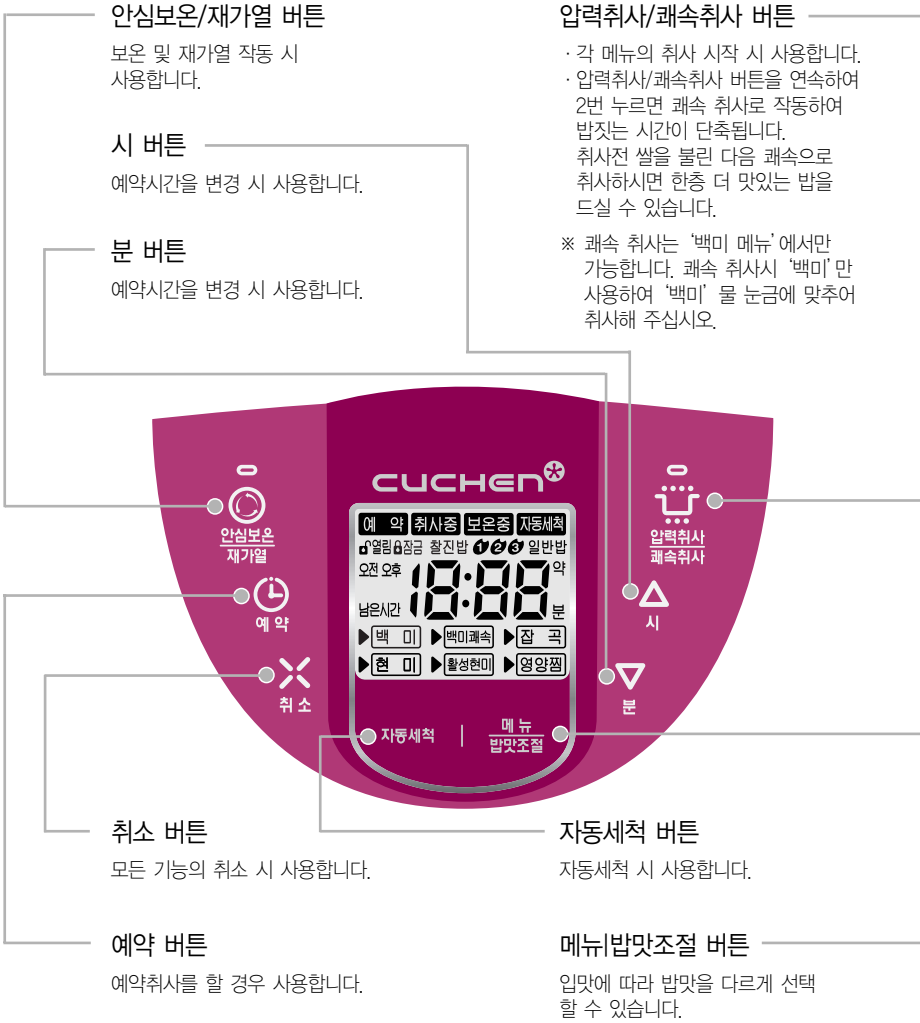 안심보온/재가열 버튼
보온 및 재가열 작동 시
사용합니다.
시 버튼
예약시간을 변경 시 사용합니다.
분 버튼
예약시간을 변경 시 사용합니다.
압력취사/쾌속취사 버튼
· 각 메뉴의 취사 시작 시 사용합니다.
· 압력취사/쾌속취사 버튼을 연속하여
2번 누르면 쾌속 취사로 작동하여
밥짓는 시간이 단축됩니다.
취사전 쌀을 불린 다음 쾌속으로
취사하시면 한층 더 맛있는 밥을
드실 수 있습니다.
※ 쾌속 취사는 ‘백미 메뉴’에서만
가능합니다. 쾌속 취사시 ‘백미’만
사용하여 ‘백미’ 물 눈금에 맞추어
취사해 주십시오.
CUCHEN
안심보온
재가열
예 약
취 소
예 약 취사중 보온중 자동세척
열림 잠금 찰진밥 1 2 3 일반밥
오전 오후 18:88 약
남은시간 분
백 미 백미쾌속 잡 곡
현 미 활성현미 영양찜
압력취사
쾌속취사
시
분
자동세척
메 뉴
밥맛조절
취소 버튼
모든 기능의 취소 시 사용합니다.
예약 버튼
예약취사를 할 경우 사용합니다.
자동세척 버튼
자동세척 시 사용합니다.
메뉴|밥맛조절 버튼
입맛에 따라 밥맛을 다르게 선택
할 수 있습니다.